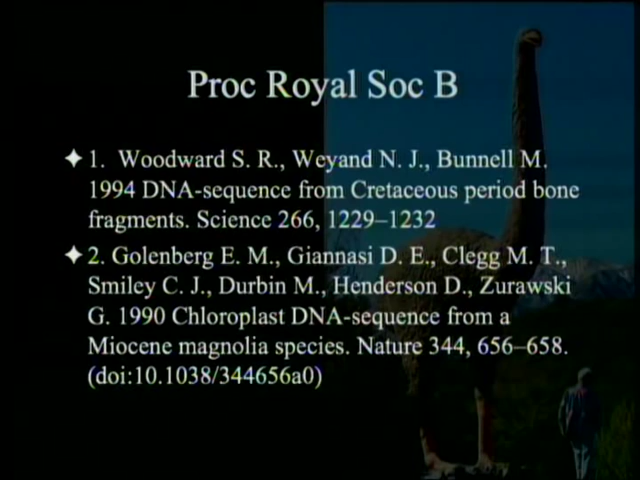 Proc Royal Soc B
✦ 1. Woodward S. R., Weyand N. J., Bunnell M.
1994 DNA-sequence from Cretaceous period bone
fragments. Science 266, 1229–1232
✦ 2. Golenberg E. M., Giannasi D. E., Clegg M. T.,
Smiley C. J., Durbin M., Henderson D., Zurawski
G. 1990 Chloroplast DNA-sequence from a
Miocene magnolia species. Nature 344, 656–658.
(doi:10.1038/344656a0)